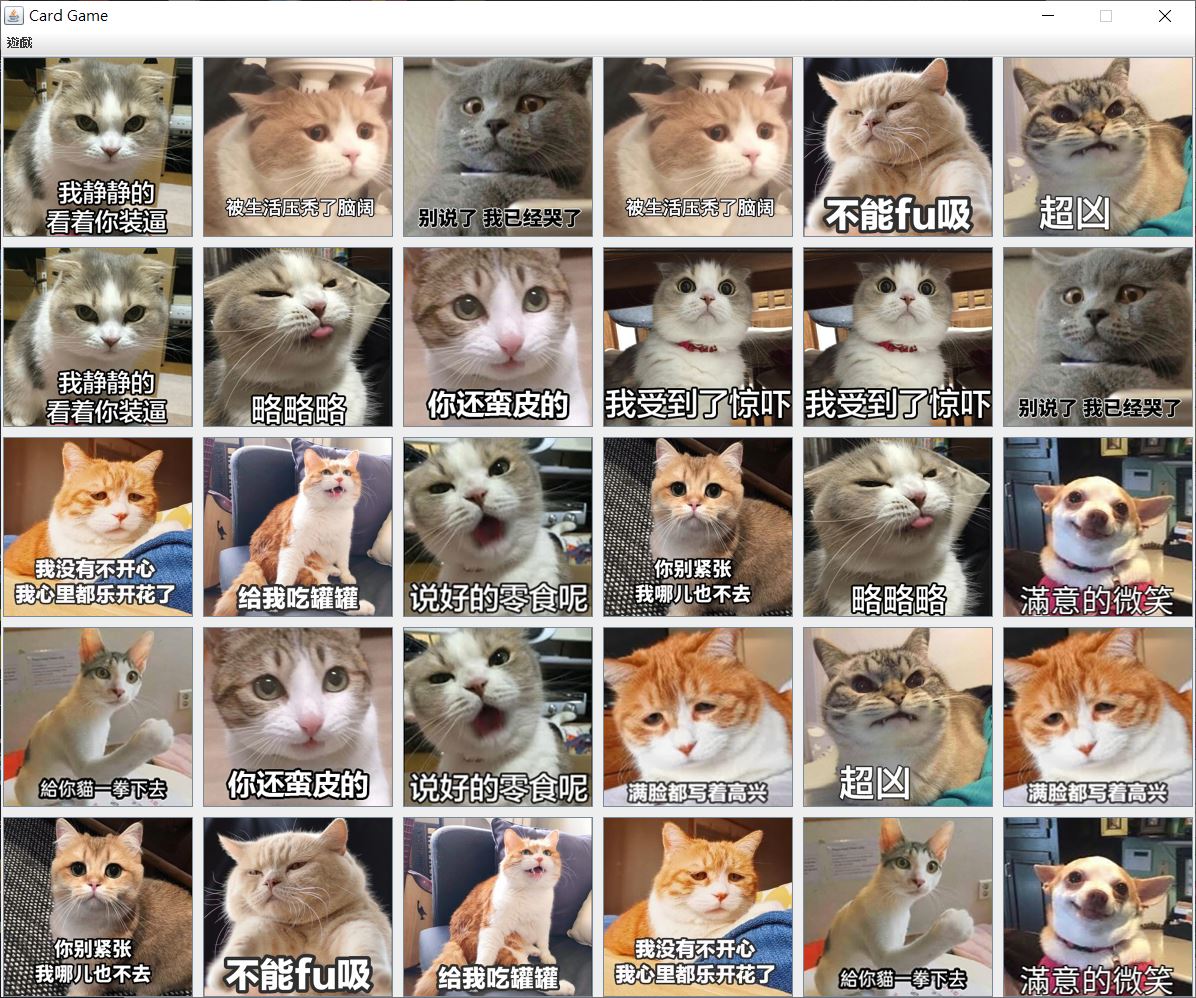 Card Game
遊戲
我静静的
看着你装逼
被生活压秃了脑阔
别说了 我已经哭了
被生活压秃了脑阔
不能fu吸
超凶
我静静的
看着你装逼
略略略
你还蛮皮的
我受到了惊吓
我受到了惊吓
别说了 我已经哭了
我没有不开心
我心里都乐开花了
给我吃罐罐
说好的零食呢
你别紧张
我哪儿也不去
略略略
滿意的微笑
給你貓一拳下去
你还蛮皮的
说好的零食呢
满脸都写着高兴
超凶
满脸都写着高兴
你别紧张
我哪儿也不去
不能fu吸
给我吃罐罐
我没有不开心
我心里都乐开花了
給你貓一拳下去
滿意的微笑